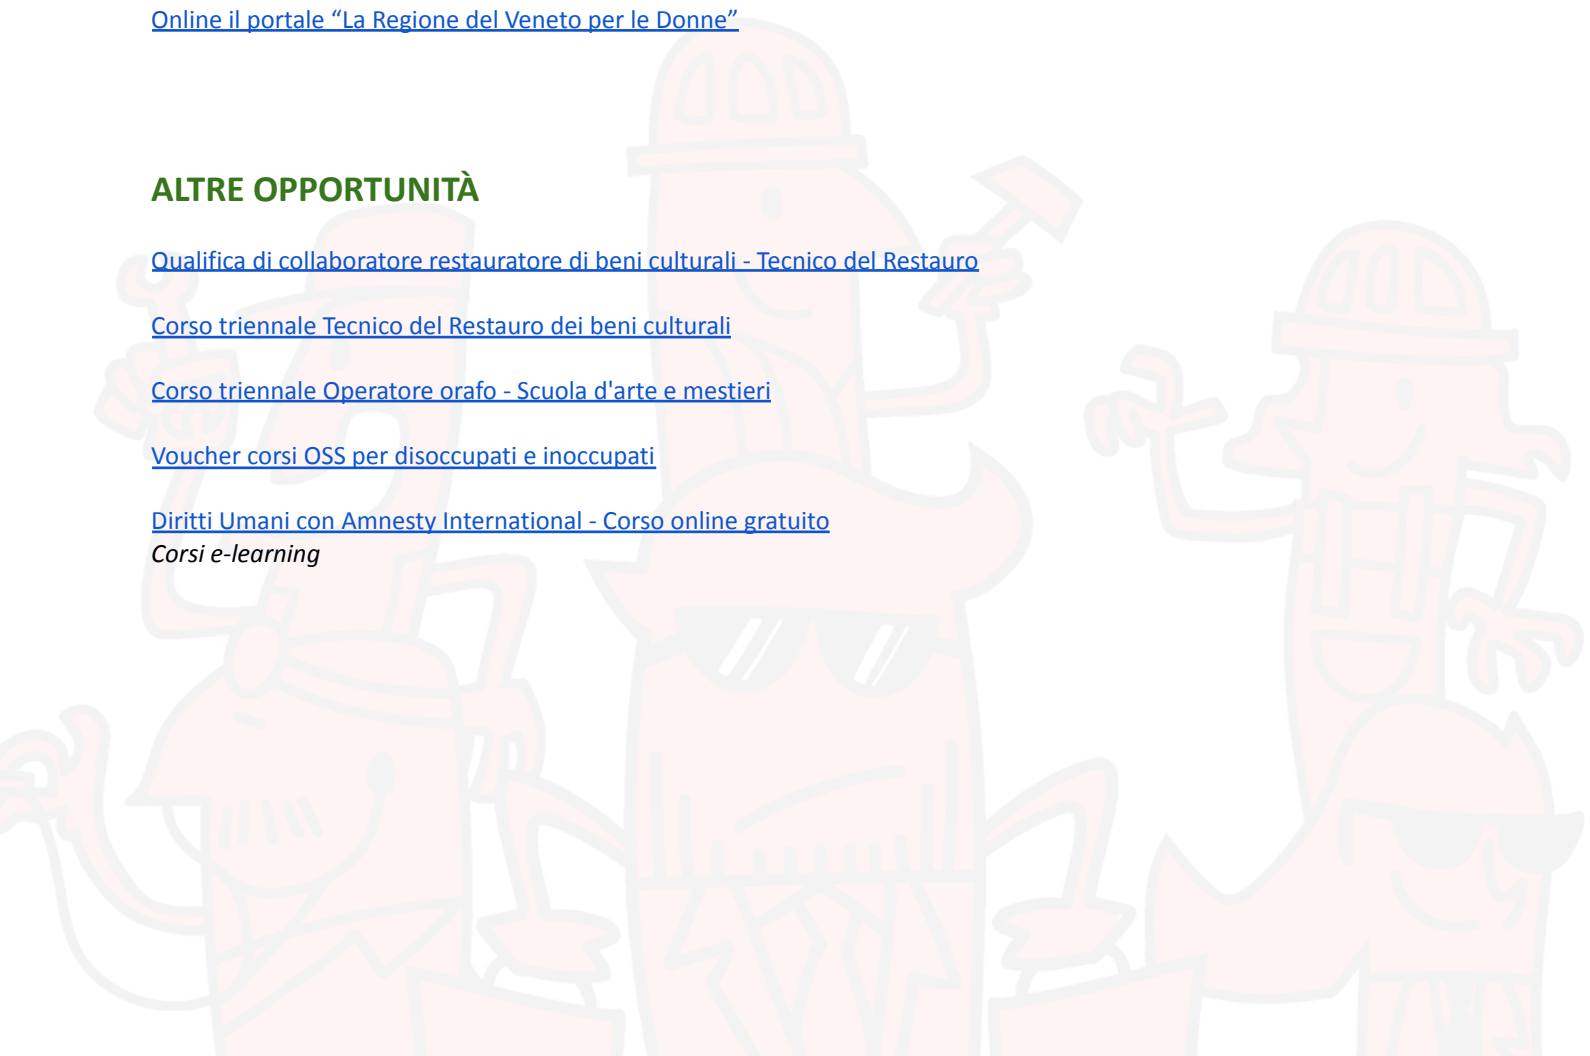 Online il portale “La Regione del Veneto per le Donne”
ALTRE OPPORTUNITÀ
Qualifica di collaboratore restauratore di beni culturali - Tecnico del Restauro
Corso triennale Tecnico del Restauro dei beni culturali
Corso triennale Operatore orafo - Scuola d'arte e mestieri
Voucher corsi OSS per disoccupati e inoccupati
Diritti Umani con Amnesty International - Corso online gratuito
Corsi e-learning